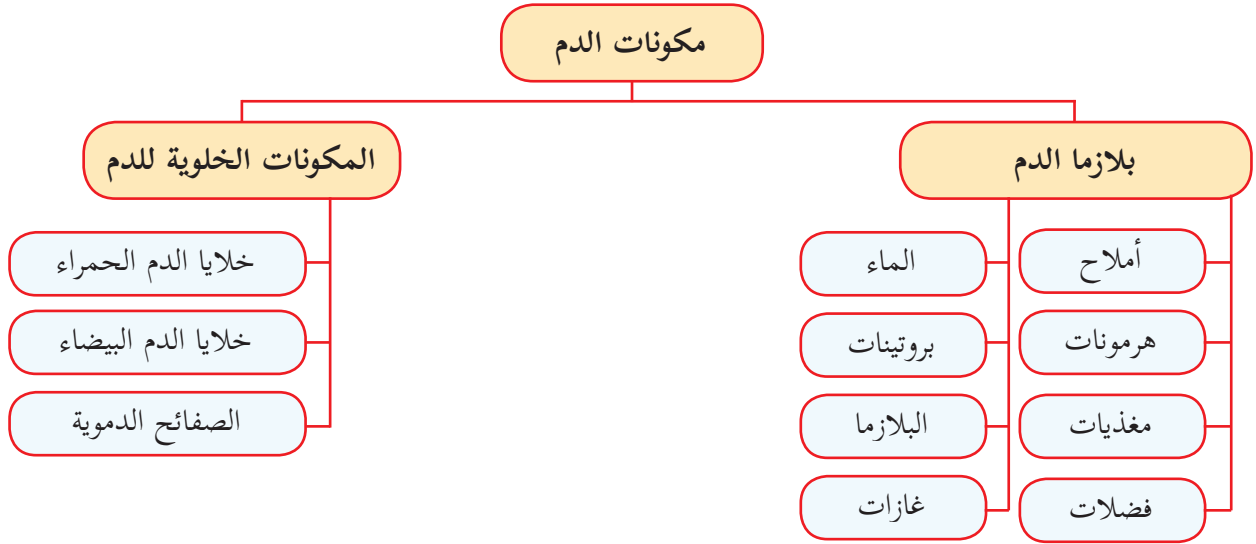 مكونات الدم
بلازما الدم
أملاح
هرمونات
مغذيات
فضلات
الماء
بروتينات
البلازما
غازات
المكونات الخلوية للدم
خلايا الدم الحمراء
خلايا الدم البيضاء
الصفائح الدموية